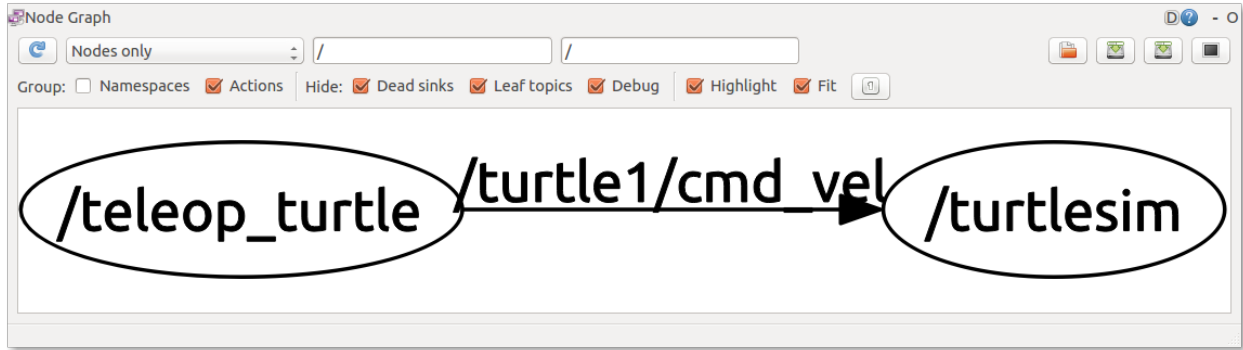 Node Graph D ? - O
Nodes only / /
Group: Namespaces Actions Hide: Dead sinks Leaf topics Debug Highlight Fit
/teleop_turtle /turtle1/cmd_vel /turtlesim